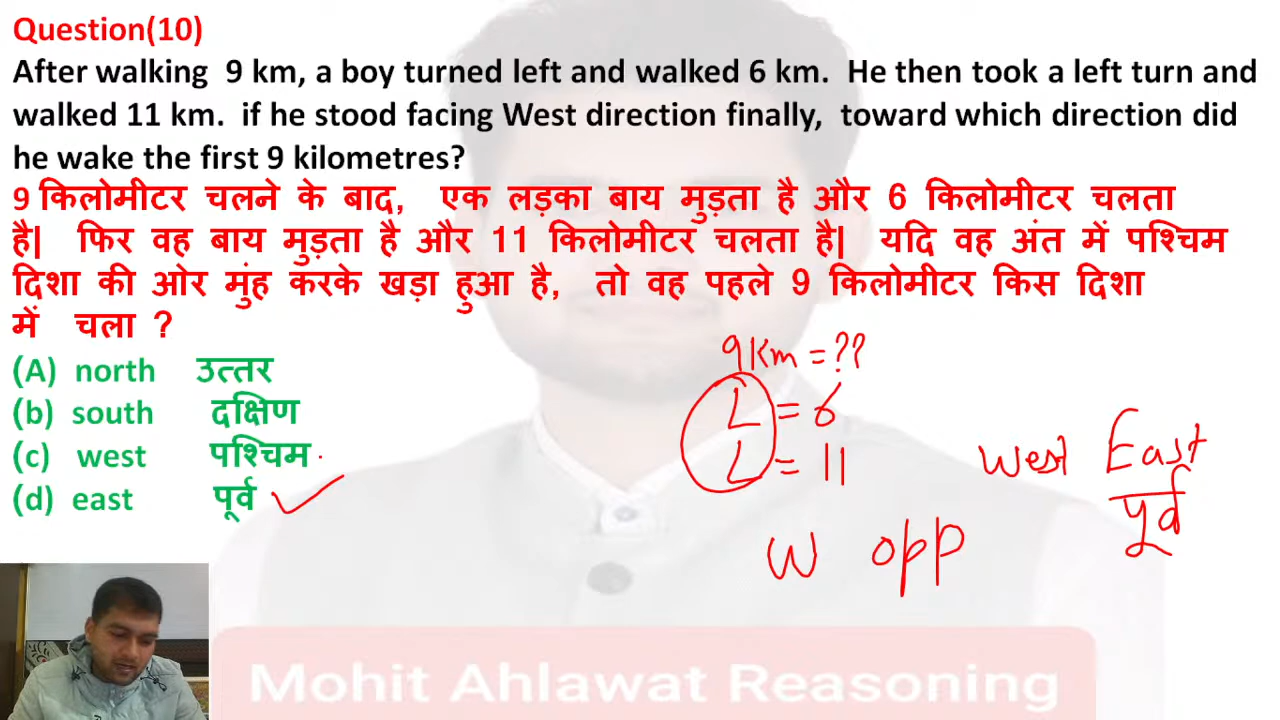 Question(10)
After walking 9 km, a boy turned left and walked 6 km. He then took a left turn and
walked 11 km. if he stood facing West direction finally, toward which direction did
he wake the first 9 kilometres?
9 किलोमीटर चलने के बाद, एक लड़का बाय मुड़ता है और 6 किलोमीटर चलता
है| फिर वह बाय मुड़ता है और 11 किलोमीटर चलता है| यदि वह अंत में पश्चिम
दिशा की ओर मुंह करके खड़ा हुआ है, तो वह पहले 9 किलोमीटर किस दिशा
में चला ?
(A) north उत्तर
(b) south दक्षिण
(c) west पश्चिम
(d) east पूर्व
9Km = ??
L = 6
L = 11
West East
पूर्व
W opp
Mohit Ahlawat Reasoning